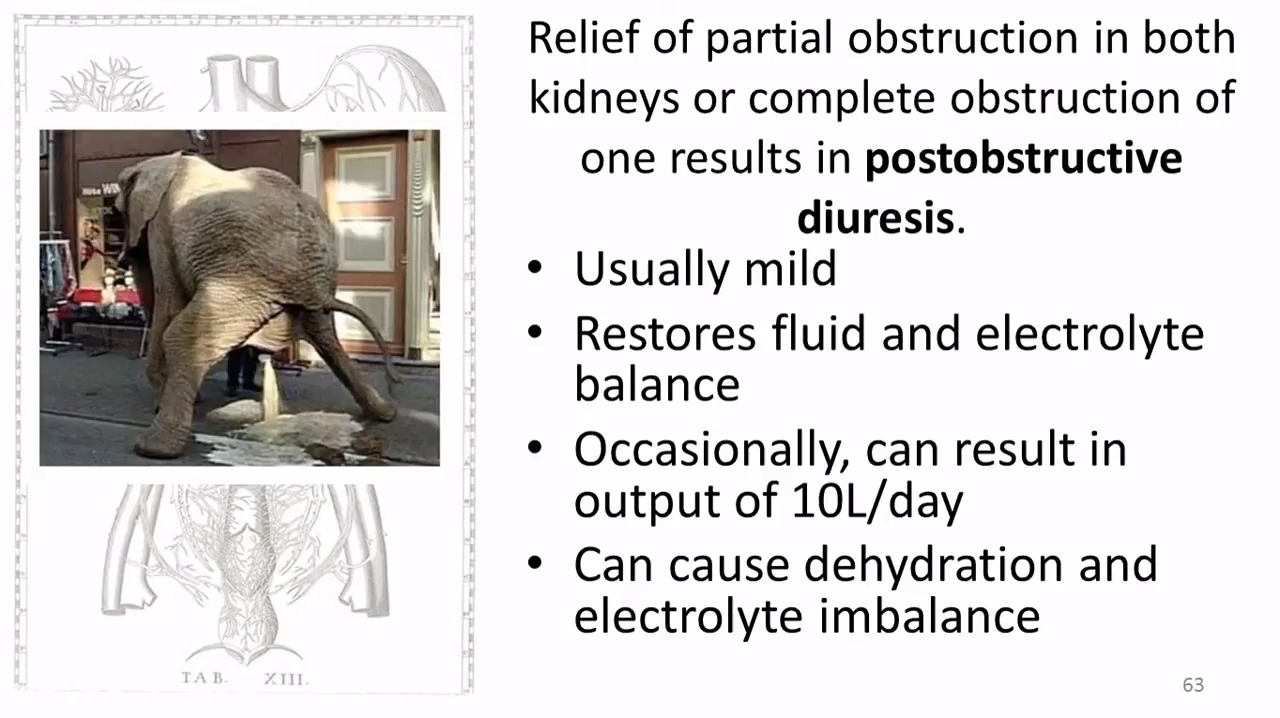 Relief of partial obstruction in both
kidneys or complete obstruction of
one results in postobstructive
diuresis.
• Usually mild
• Restores fluid and electrolyte
balance
• Occasionally, can result in
output of 10L/day
• Can cause dehydration and
electrolyte imbalance
TAB. XIII.
63